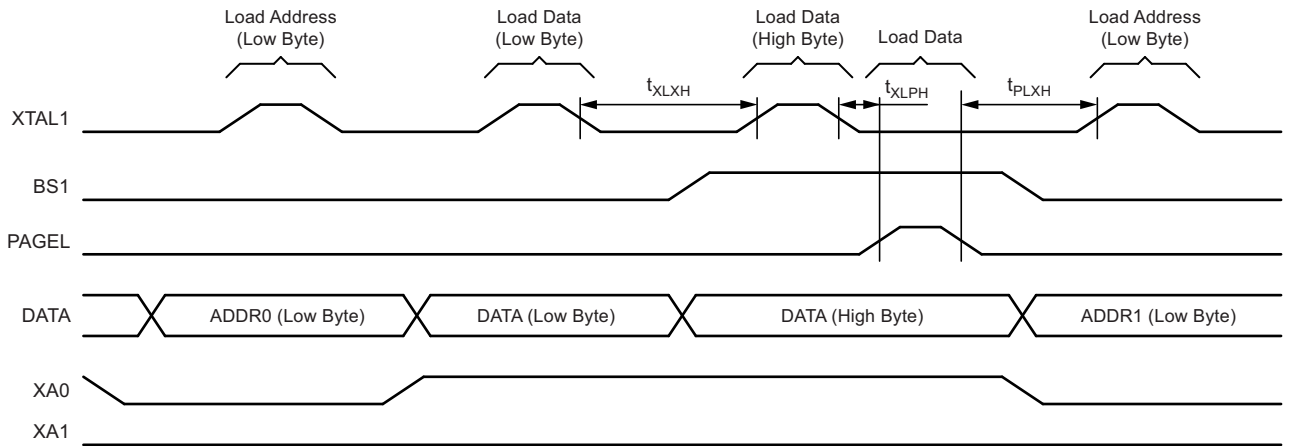 Load Address
(Low Byte)
Load Data
(Low Byte)
Load Data
(High Byte)
Load Data
Load Address
(Low Byte)
tXLXH
tXLPH
tPLXH
XTAL1
BS1
PAGEL
DATA
ADDR0 (Low Byte)
DATA (Low Byte)
DATA (High Byte)
ADDR1 (Low Byte)
XA0
XA1